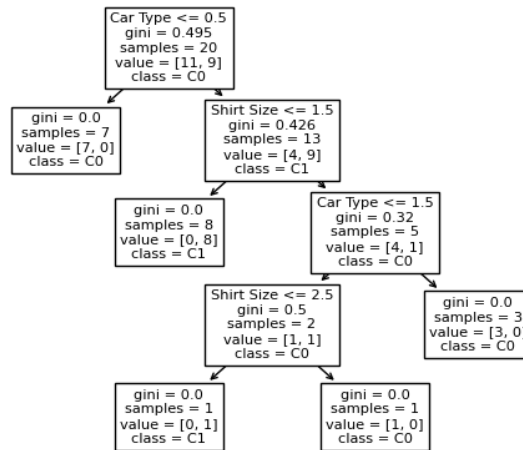 Car Type <= 0.5
gini = 0.495
samples = 20
value = [11, 9]
class = C0
gini = 0.0
samples = 7
value = [7, 0]
class = C0
Shirt Size <= 1.5
gini = 0.426
samples = 13
value = [4, 9]
class = C1
gini = 0.0
samples = 8
value = [0, 8]
class = C1
Car Type <= 1.5
gini = 0.32
samples = 5
value = [4, 1]
class = C0
Shirt Size <= 2.5
gini = 0.5
samples = 2
value = [1, 1]
class = C0
gini = 0.0
samples = 3
value = [3, 0]
class = C0
gini = 0.0
samples = 1
value = [0, 1]
class = C1
gini = 0.0
samples = 1
value = [1, 0]
class = C0